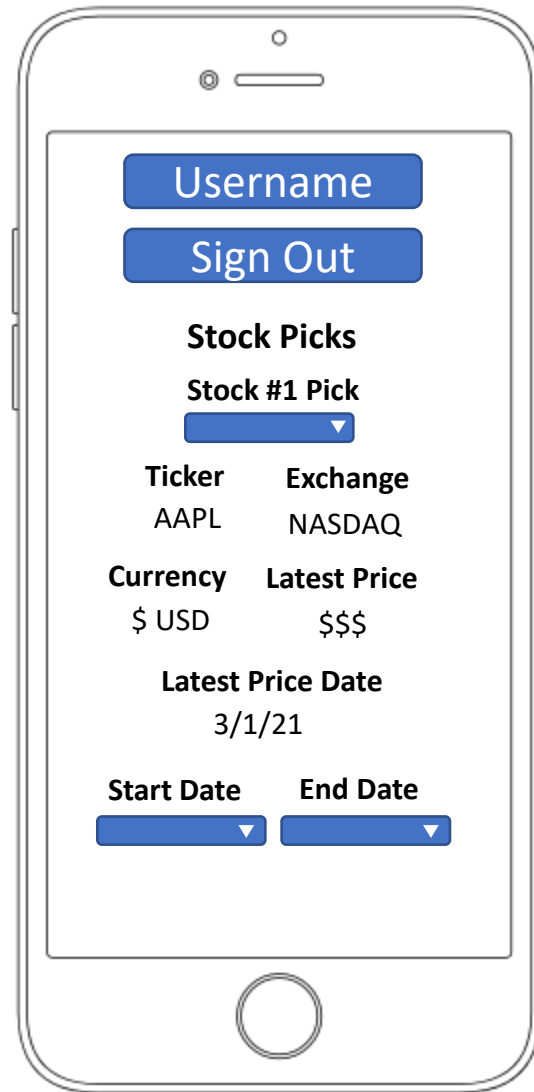 Username
Sign Out
Stock Picks
Stock #1 Pick
Ticker Exchange
AAPL NASDAQ
Currency Latest Price
$ USD $$$
Latest Price Date
3/1/21
Start Date End Date